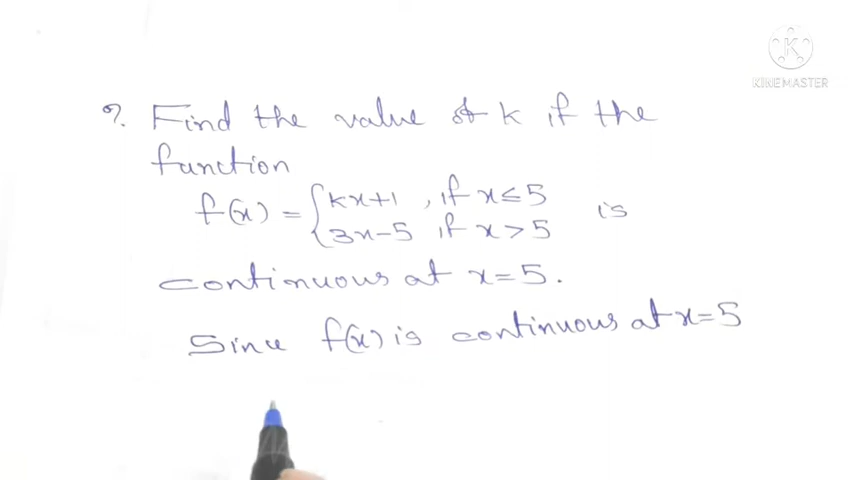 K
KINEMASTER
?. Find the value of k if the
function
f(x) = { kx+1 , if x ≤ 5
3x-5 if x > 5 is
continuous at x=5.
Since f(x) is continuous at x=5